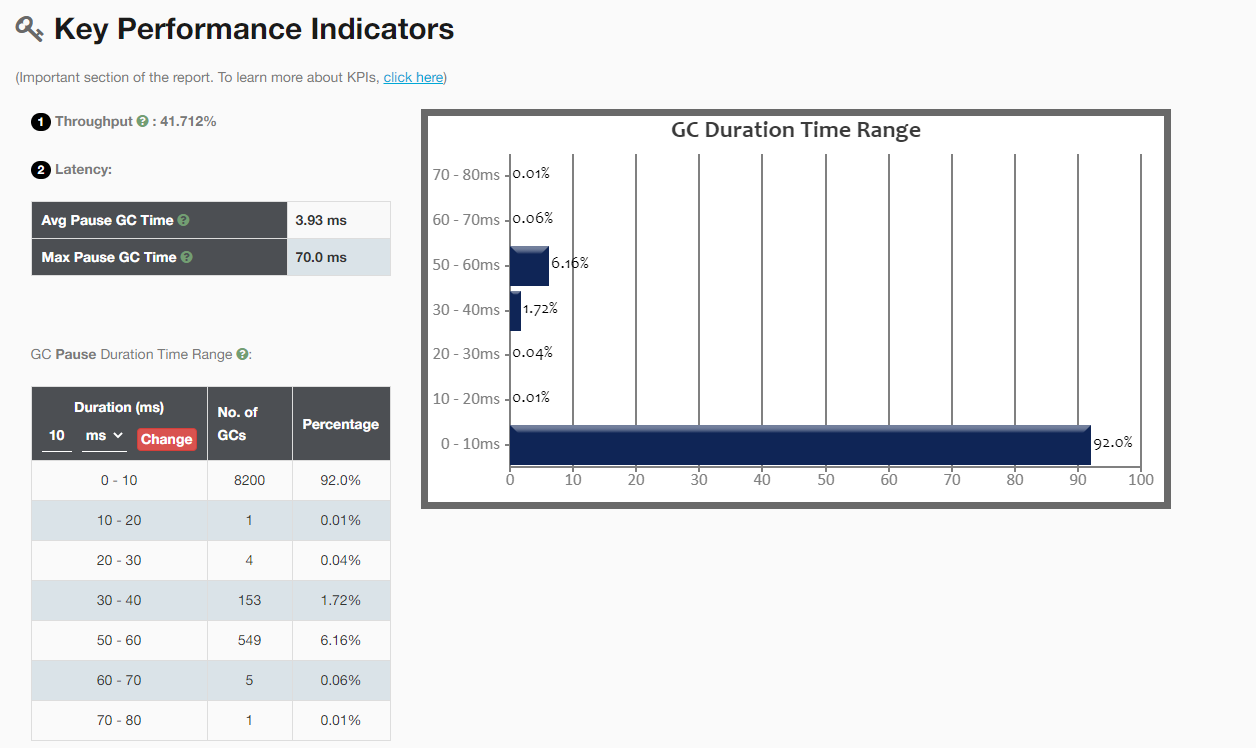 Key Performance Indicators
(Important section of the report. To learn more about KPIs, click here)
1 Throughput ? : 41.712%
2 Latency:
Avg Pause GC Time ? 3.93 ms
Max Pause GC Time ? 70.0 ms
GC Pause Duration Time Range ?:
Duration (ms) No. of GCs Percentage
10 ms Change
0 - 10 8200 92.0%
10 - 20 1 0.01%
20 - 30 4 0.04%
30 - 40 153 1.72%
50 - 60 549 6.16%
60 - 70 5 0.06%
70 - 80 1 0.01%
GC Duration Time Range
70 - 80ms 0.01%
60 - 70ms 0.06%
50 - 60ms 6.16%
30 - 40ms 1.72%
20 - 30ms 0.04%
10 - 20ms 0.01%
0 - 10ms 92.0%
0 10 20 30 40 50 60 70 80 90 100